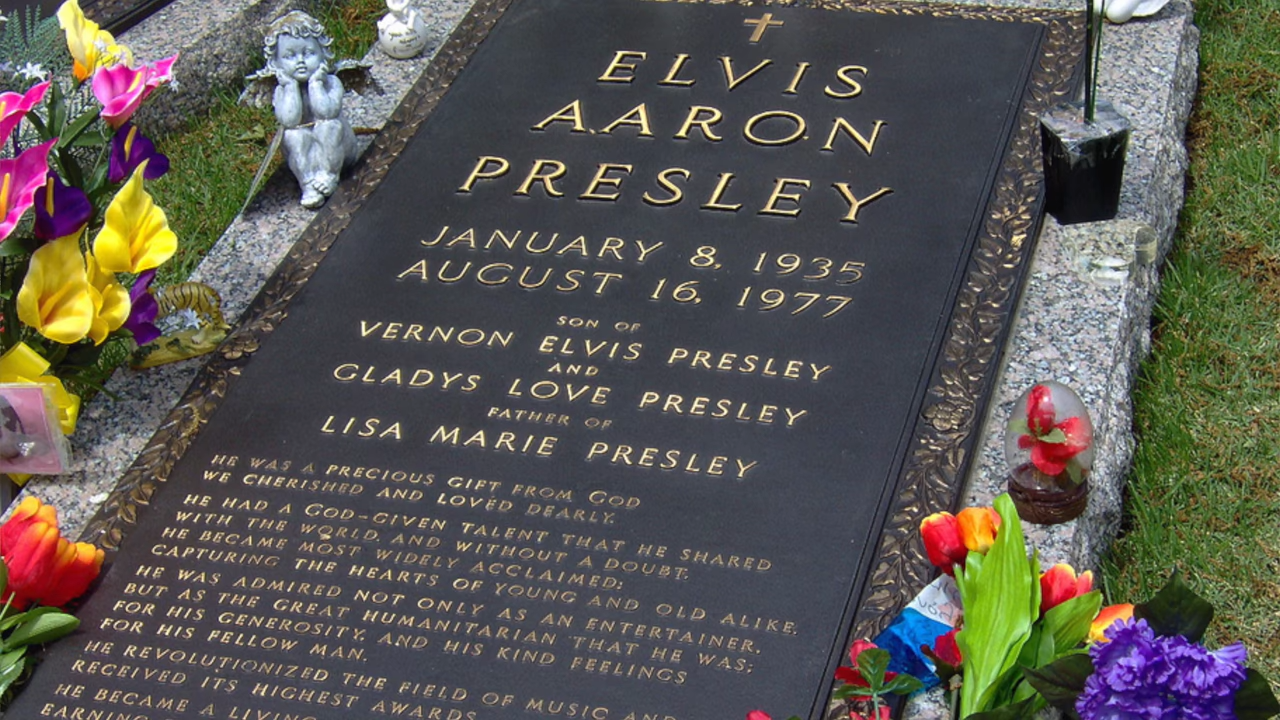 ELVIS
AARON
PRESLEY
JANUARY 8, 1935
AUGUST 16, 1977
SON OF
VERNON ELVIS PRESLEY
AND
GLADYS LOVE PRESLEY
FATHER OF
LISA MARIE PRESLEY
HE WAS A PRECIOUS GIFT FROM GOD
WE CHERISHED AND LOVED DEARLY.
HE HAD A GOD-GIVEN TALENT THAT HE SHARED
WITH THE WORLD. AND WITHOUT A DOUBT,
HE BECAME MOST WIDELY ACCLAIMED;
CAPTURING THE HEARTS OF YOUNG AND OLD ALIKE.
HE WAS ADMIRED NOT ONLY AS AN ENTERTAINER,
BUT AS THE GREAT HUMANITARIAN THAT HE WAS;
FOR HIS GENEROSITY, AND HIS KIND FEELINGS
FOR HIS FELLOW MAN.
HE REVOLUTIONIZED THE FIELD OF MUSIC AND
RECEIVED ITS HIGHEST AWARDS.
HE BECAME A LIVING
EARNING